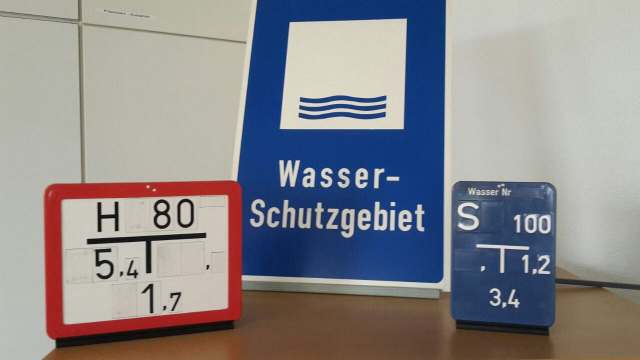 Wasser-
Schutzgebiet
H 80
5,4 ,
1,7
Wasser Nr
S 100
, 1,2
3,4